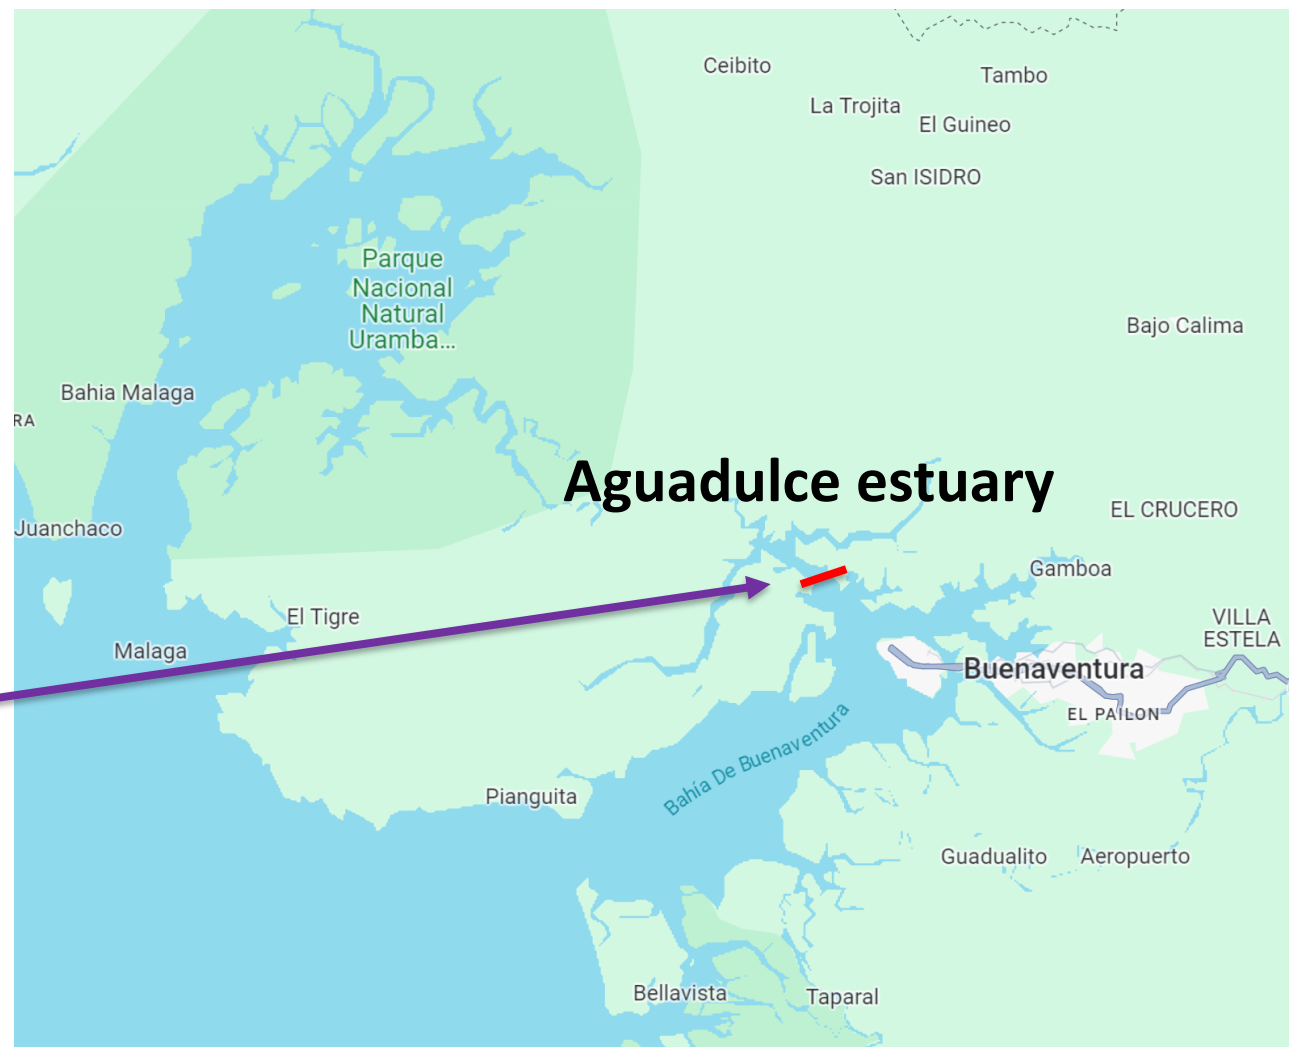 Ceibito
Tambo
La Trojita
El Guineo
San ISIDRO
Parque
Nacional
Natural
Uramba...
Bajo Calima
Bahia Malaga
RA
Aguadulce estuary
EL CRUCERO
Juanchaco
Gamboa
El Tigre
VILLA
ESTELA
Malaga
Buenaventura
EL PAILON
Bahía De Buenaventura
Pianguita
Guadualito
Aeropuerto
Bellavista
Taparal